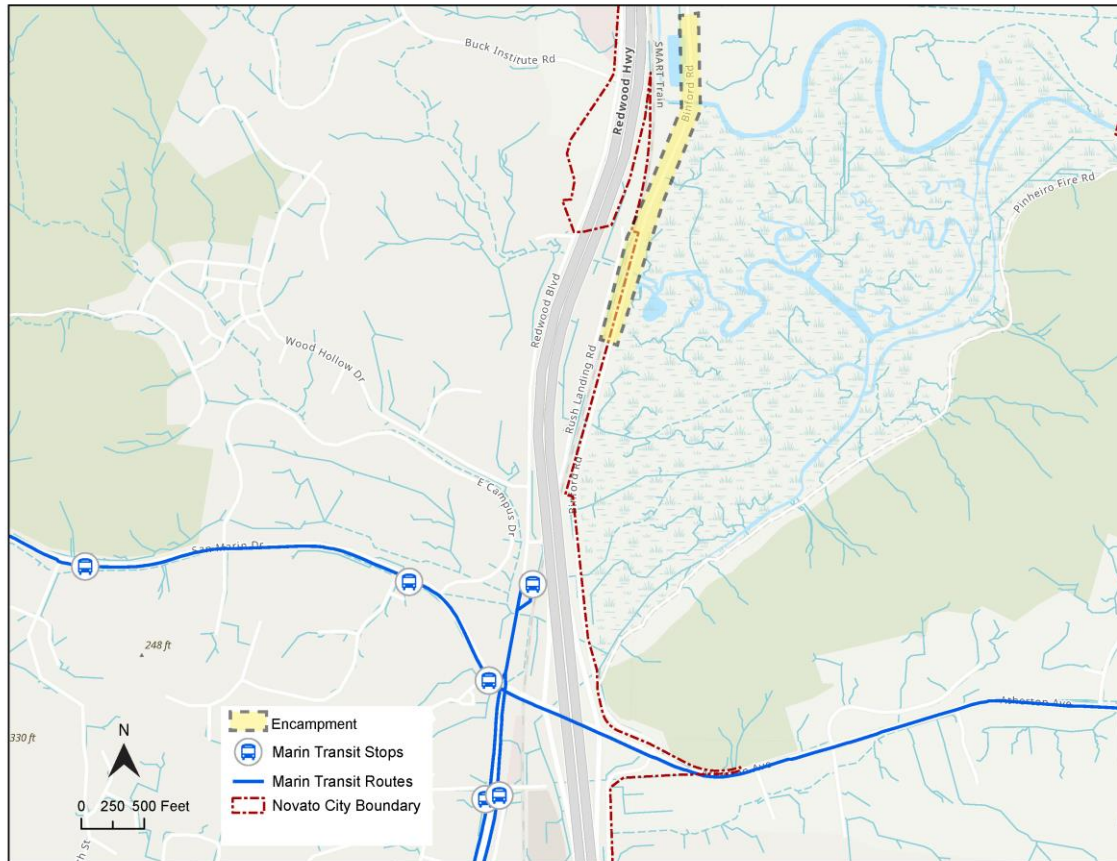 Buck Institute Rd
Redwood Hwy
SMART Train
Binford Rd
Pinheiro Fire Rd
Redwood Blvd
Wood Hollow Dr
Rush Landing Rd
E Campus Dr
Binford Rd
San Marin Dr
248 ft
330 ft
Atherton Ave
Ave
N
0 250 500 Feet
Encampment
Marin Transit Stops
Marin Transit Routes
Novato City Boundary
St